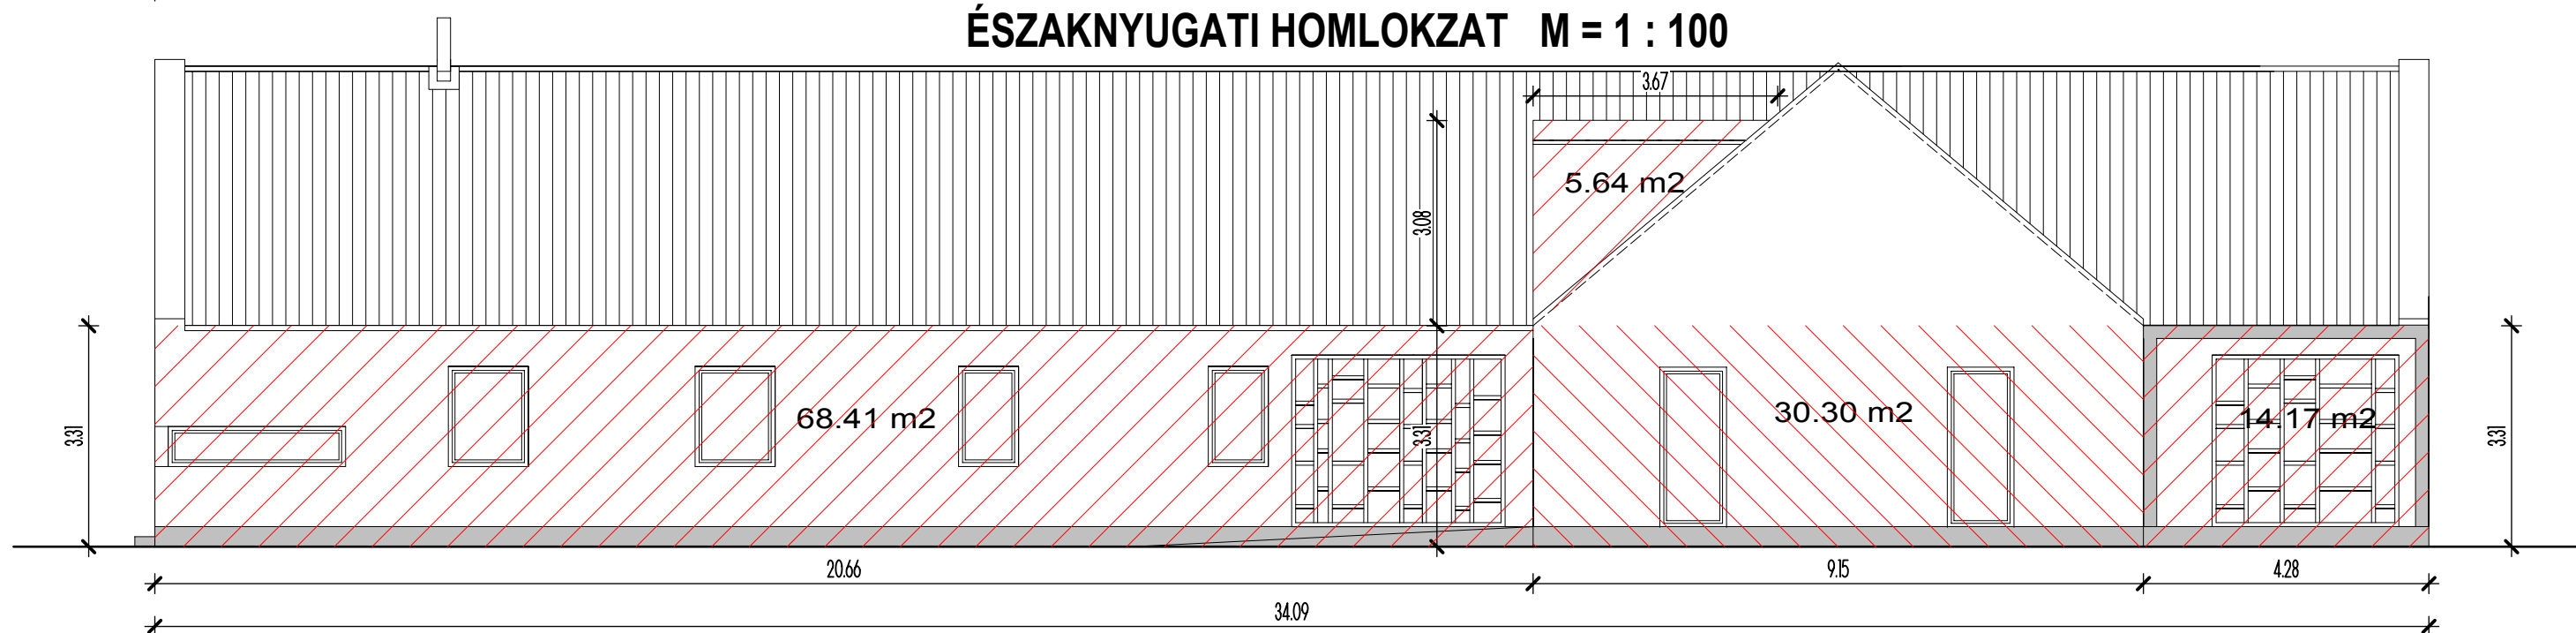 ÉSZAKNYUGATI HOMLOKZAT M = 1 : 100
3.67
5.64 m2
3.08
3.31
68.41 m2
3.31
30.30 m2
14.17 m2
3.31
20.66
9.15
4.28
34.09